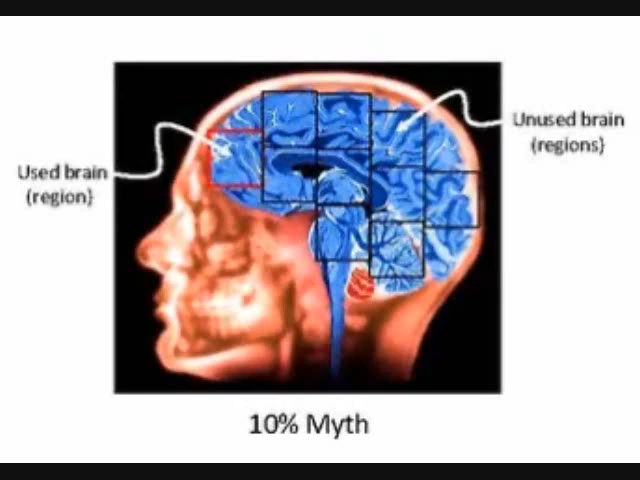 Used brain
(region}
Unused brain
(regions}
10% Myth